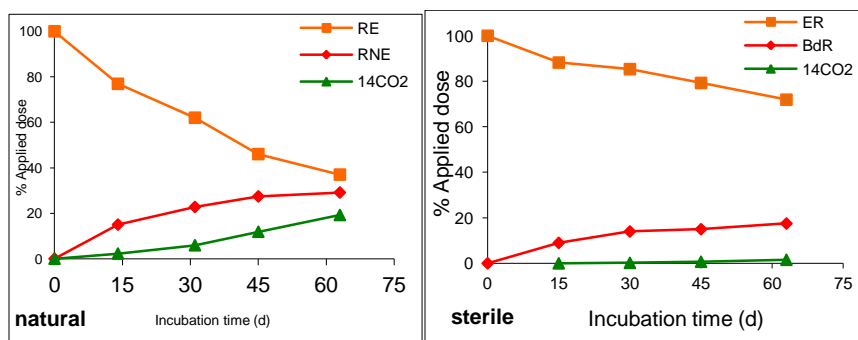 100
80
60
40
20
0
% Applied dose
RE
RNE
14CO2
0 15 30 45 60 75
natural
Incubation time (d)
100
80
60
40
20
0
% Applied dose
ER
BdR
14CO2
0 15 30 45 60 75
sterile
Incubation time (d)